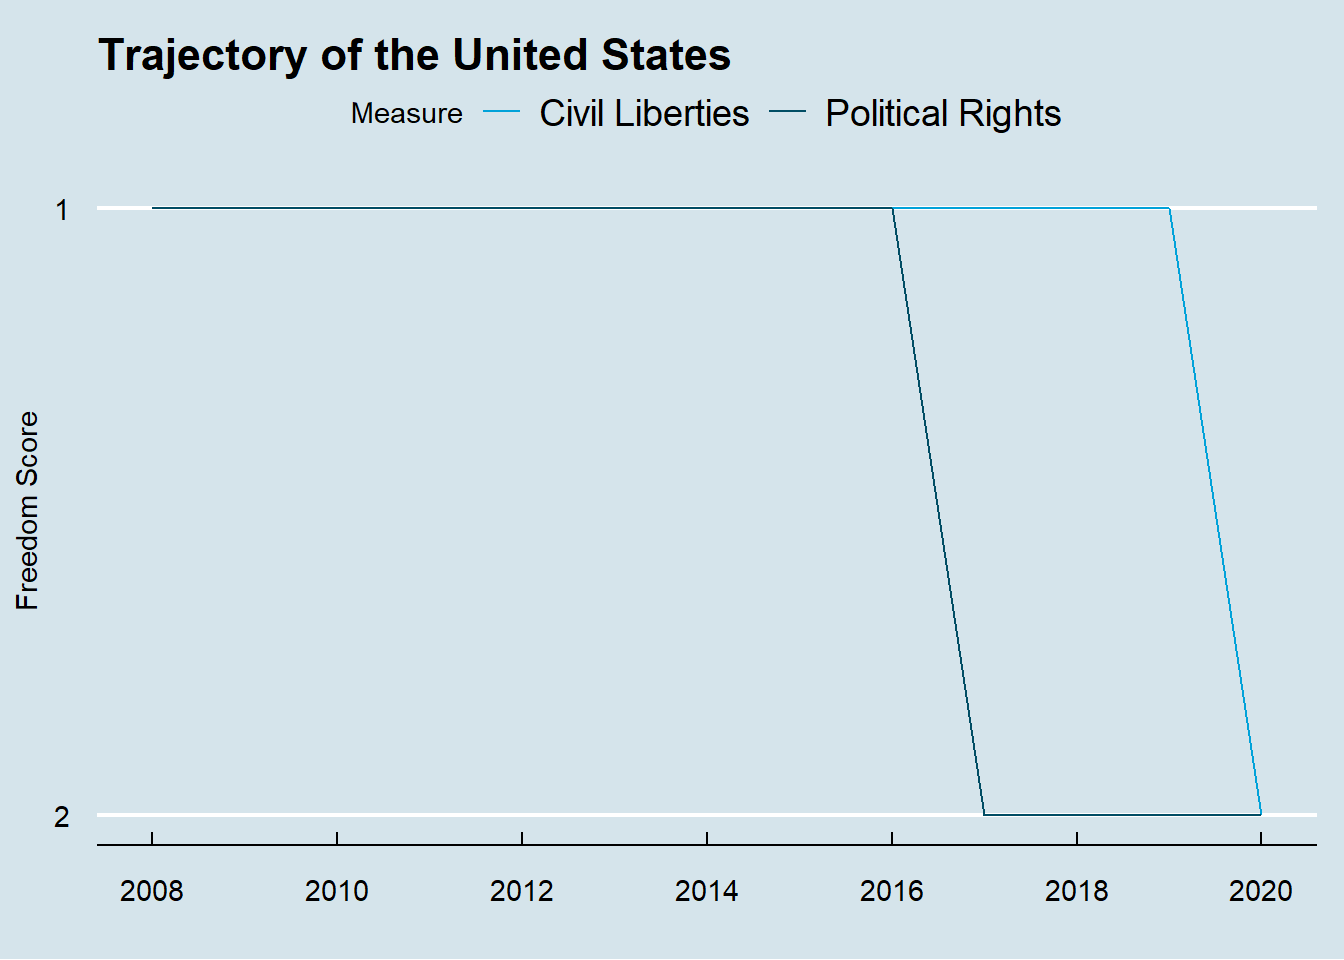 Trajectory of the United States
Measure Civil Liberties Political Rights
1
Freedom Score
2
2008 2010 2012 2014 2016 2018 2020